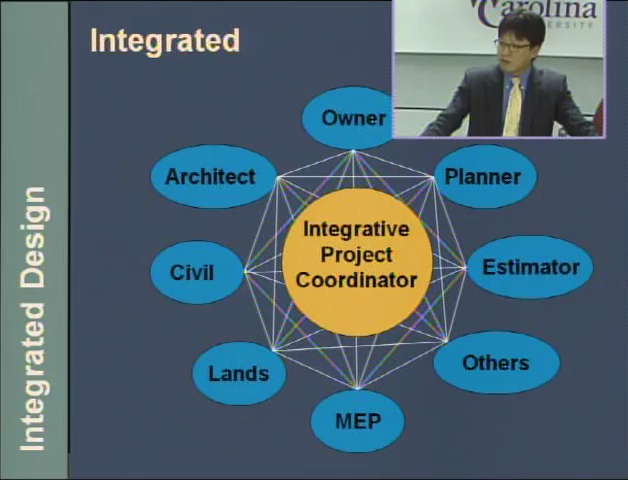 Integrated
Carolina
Owner
Architect
Planner
Integrative
Project
Coordinator
Civil
Estimator
Lands
Others
MEP
Integrated Design